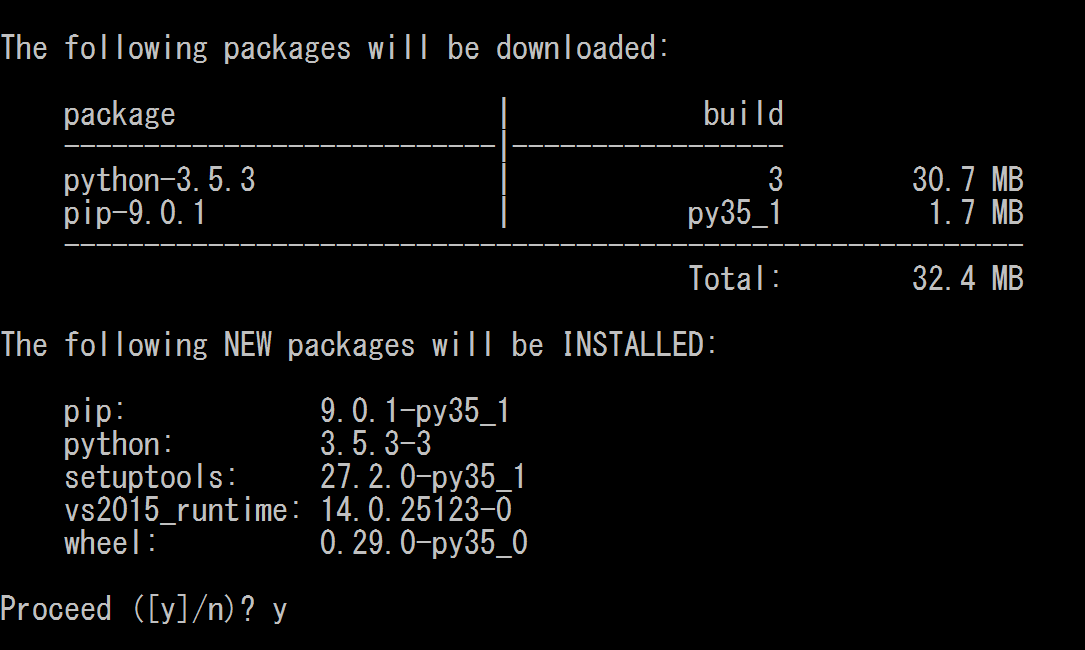 The following packages will be downloaded:
package | build
---------------------------|-----------------
python-3.5.3 | 3 30.7 MB
pip-9.0.1 | py35_1 1.7 MB
------------------------------------------------------------
Total: 32.4 MB
The following NEW packages will be INSTALLED:
pip: 9.0.1-py35_1
python: 3.5.3-3
setuptools: 27.2.0-py35_1
vs2015_runtime: 14.0.25123-0
wheel: 0.29.0-py35_0
Proceed ([y]/n)? y